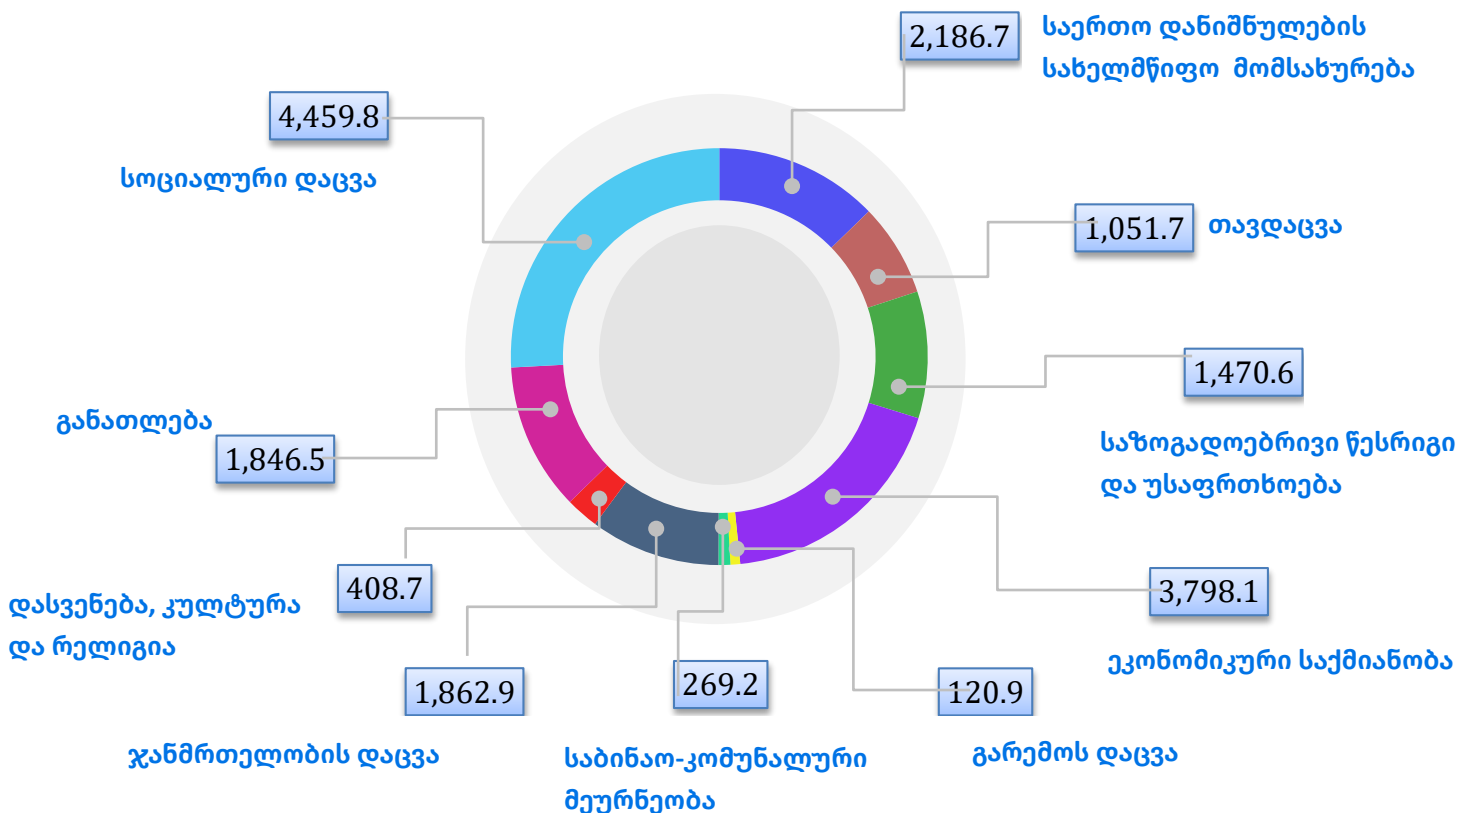 2,186.7
საერთო დანიშნულების
სახელმწიფო მომსახურება
4,459.8
სოციალური დაცვა
1,051.7
თავდაცვა
1,470.6
საზოგადოებრივი წესრიგი
და უსაფრთხოება
განათლება
1,846.5
408.7
დასვენება, კულტურა
და რელიგია
3,798.1
ეკონომიკური საქმიანობა
1,862.9
ჯანმრთელობის დაცვა
269.2
საბინაო-კომუნალური
მეურნეობა
120.9
გარემოს დაცვა